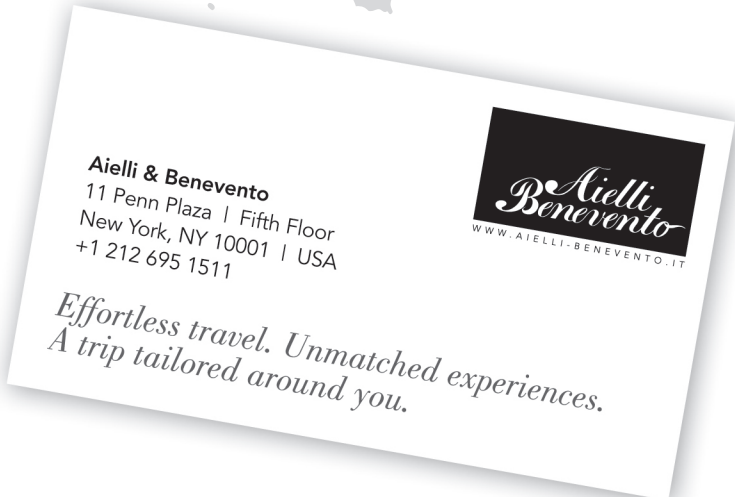 Aielli
Benevento
WWW.AIELLI-BENEVENTO.IT
Aielli & Benevento
11 Penn Plaza | Fifth Floor
New York, NY 10001 | USA
+1 212 695 1511
Effortless travel. Unmatched experiences.
A trip tailored around you.